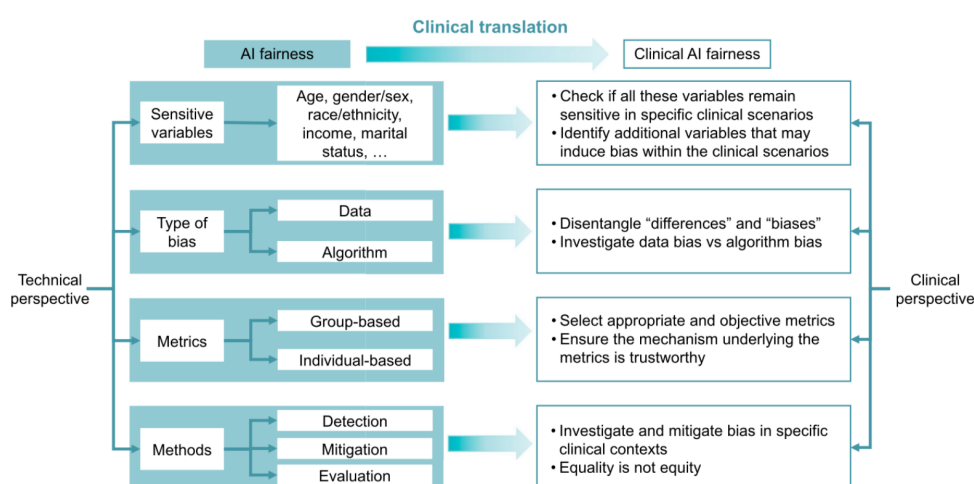 Clinical translation
AI fairness
Clinical AI fairness
Technical
perspective
Sensitive
variables
Age, gender/sex,
race/ethnicity,
income, marital
status, …
• Check if all these variables remain
sensitive in specific clinical scenarios
• Identify additional variables that may
induce bias within the clinical scenarios
Type of
bias
Data
Algorithm
• Disentangle “differences” and “biases”
• Investigate data bias vs algorithm bias
Metrics
Group-based
Individual-based
• Select appropriate and objective metrics
• Ensure the mechanism underlying the
metrics is trustworthy
Methods
Detection
Mitigation
Evaluation
• Investigate and mitigate bias in specific
clinical contexts
• Equality is not equity
Clinical
perspective